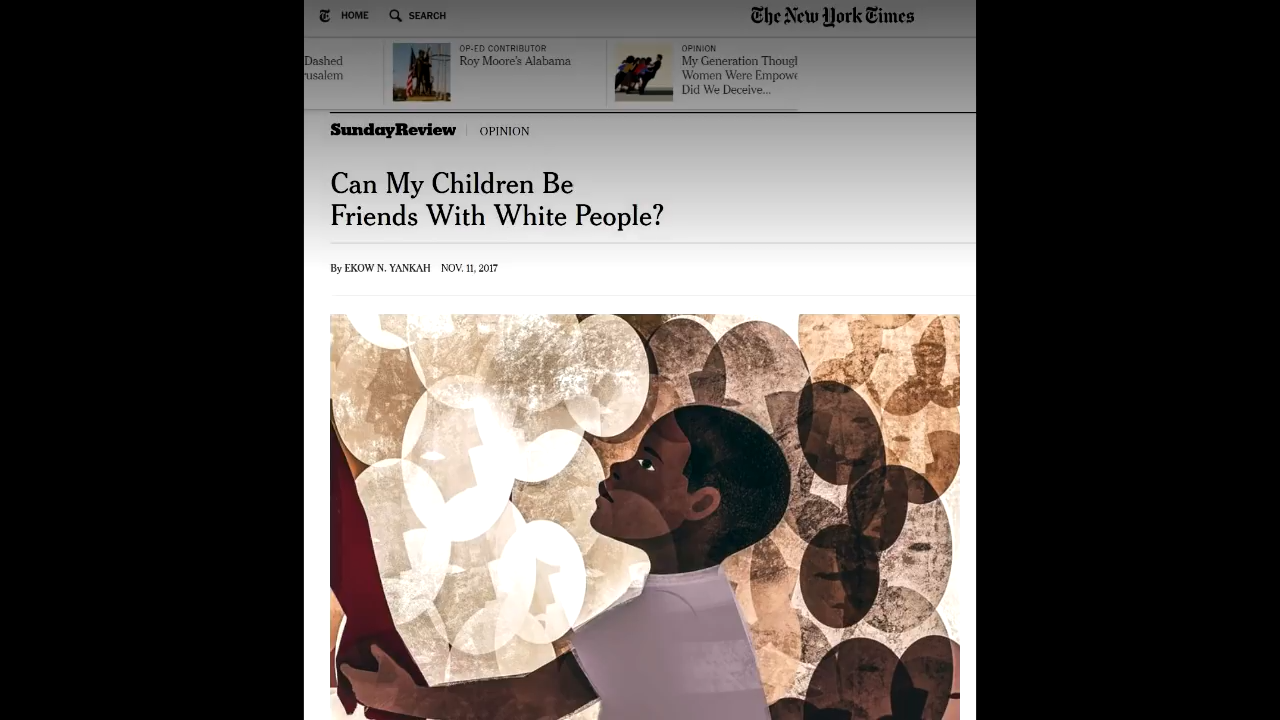 HOME SEARCH The New York Times
Dashed
rusalem
OP-ED CONTRIBUTOR
Roy Moore's Alabama
OPINION
My Generation Though
Women Were Empowe
Did We Deceive...
SundayReview OPINION
Can My Children Be
Friends With White People?
By EKOW N. YANKAH NOV. 11, 2017